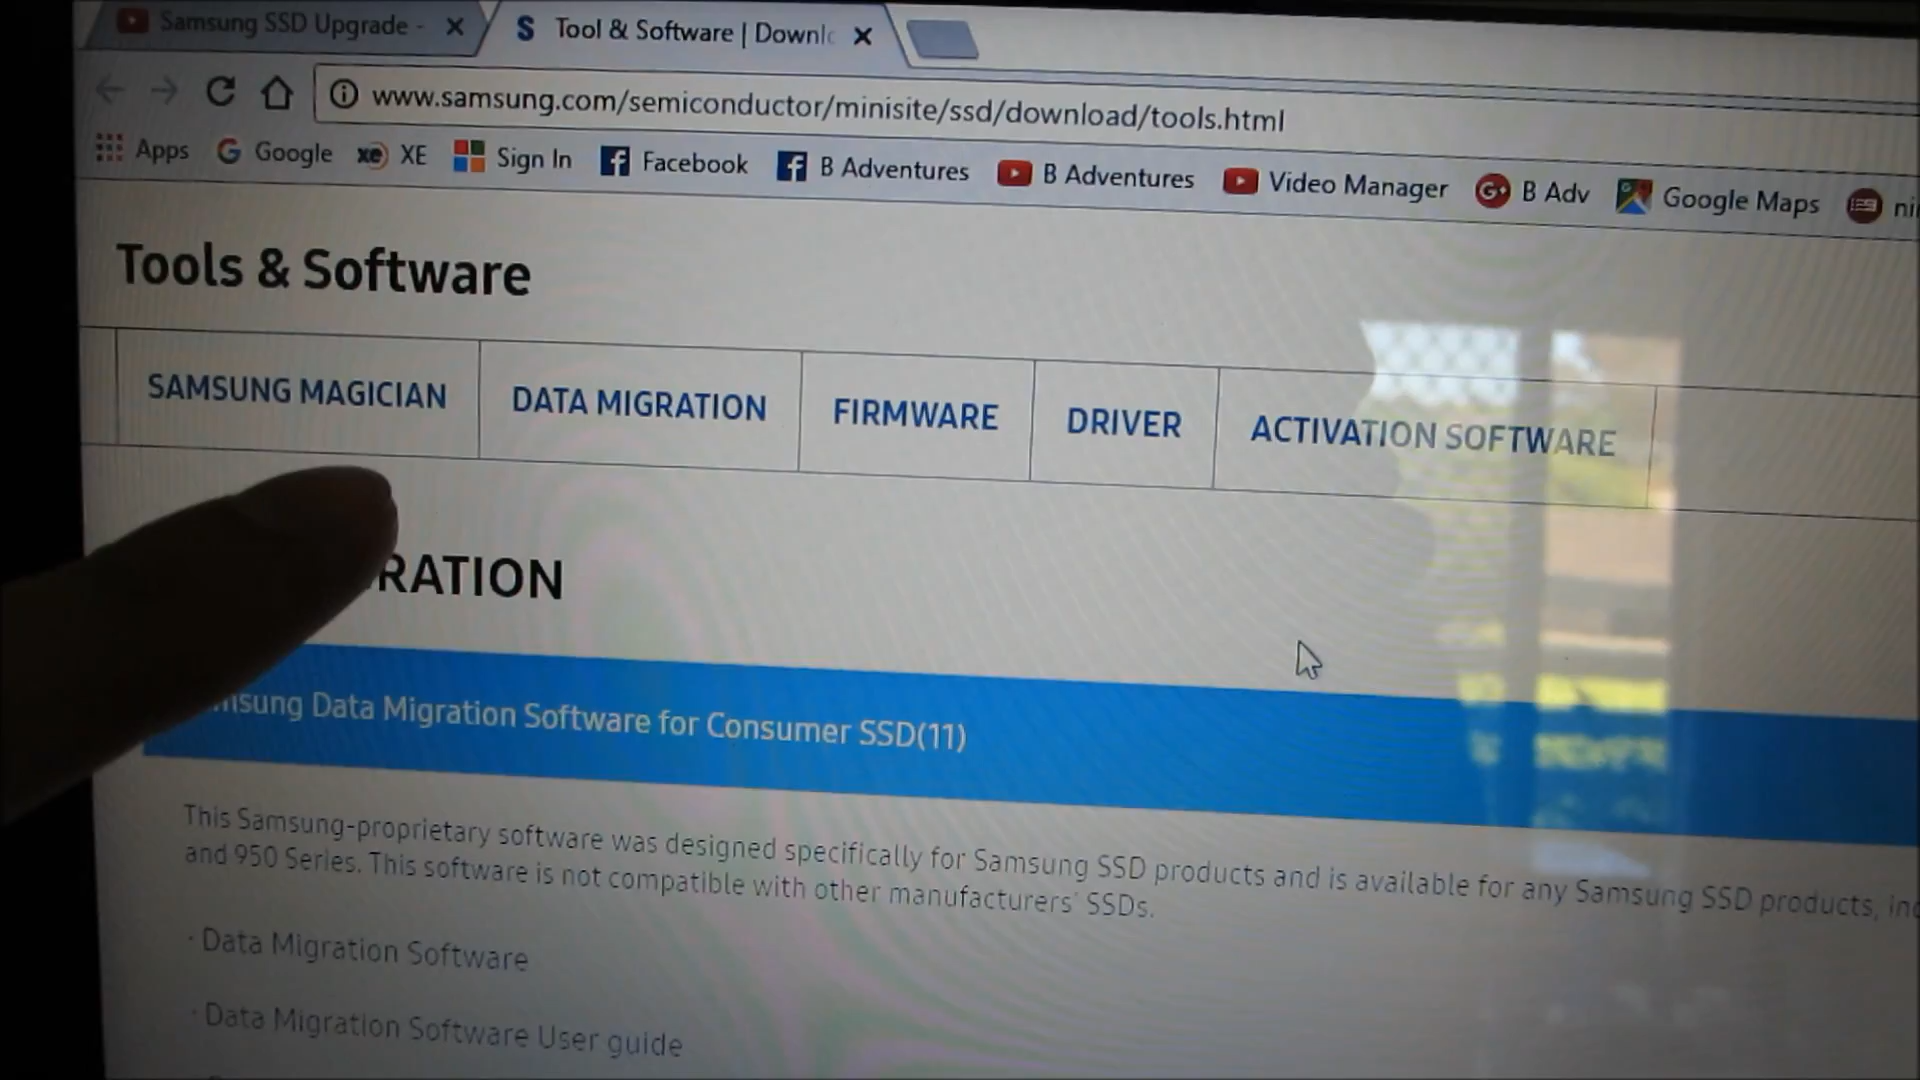 Samsung SSD Upgrade -
Tool & Software | Downlo
www.samsung.com/semiconductor/minisite/ssd/download/tools.html
Apps Google XE Sign In Facebook B Adventures B Adventures Video Manager B Adv Google Maps
Tools & Software
SAMSUNG MAGICIAN DATA MIGRATION FIRMWARE DRIVER ACTIVATION SOFTWARE
RATION
msung Data Migration Software for Consumer SSD(11)
This Samsung-proprietary software was designed specifically for Samsung SSD products and is available for any Samsung SSD products, inc
and 950 Series. This software is not compatible with other manufacturers' SSDs.
· Data Migration Software
· Data Migration Software User guide